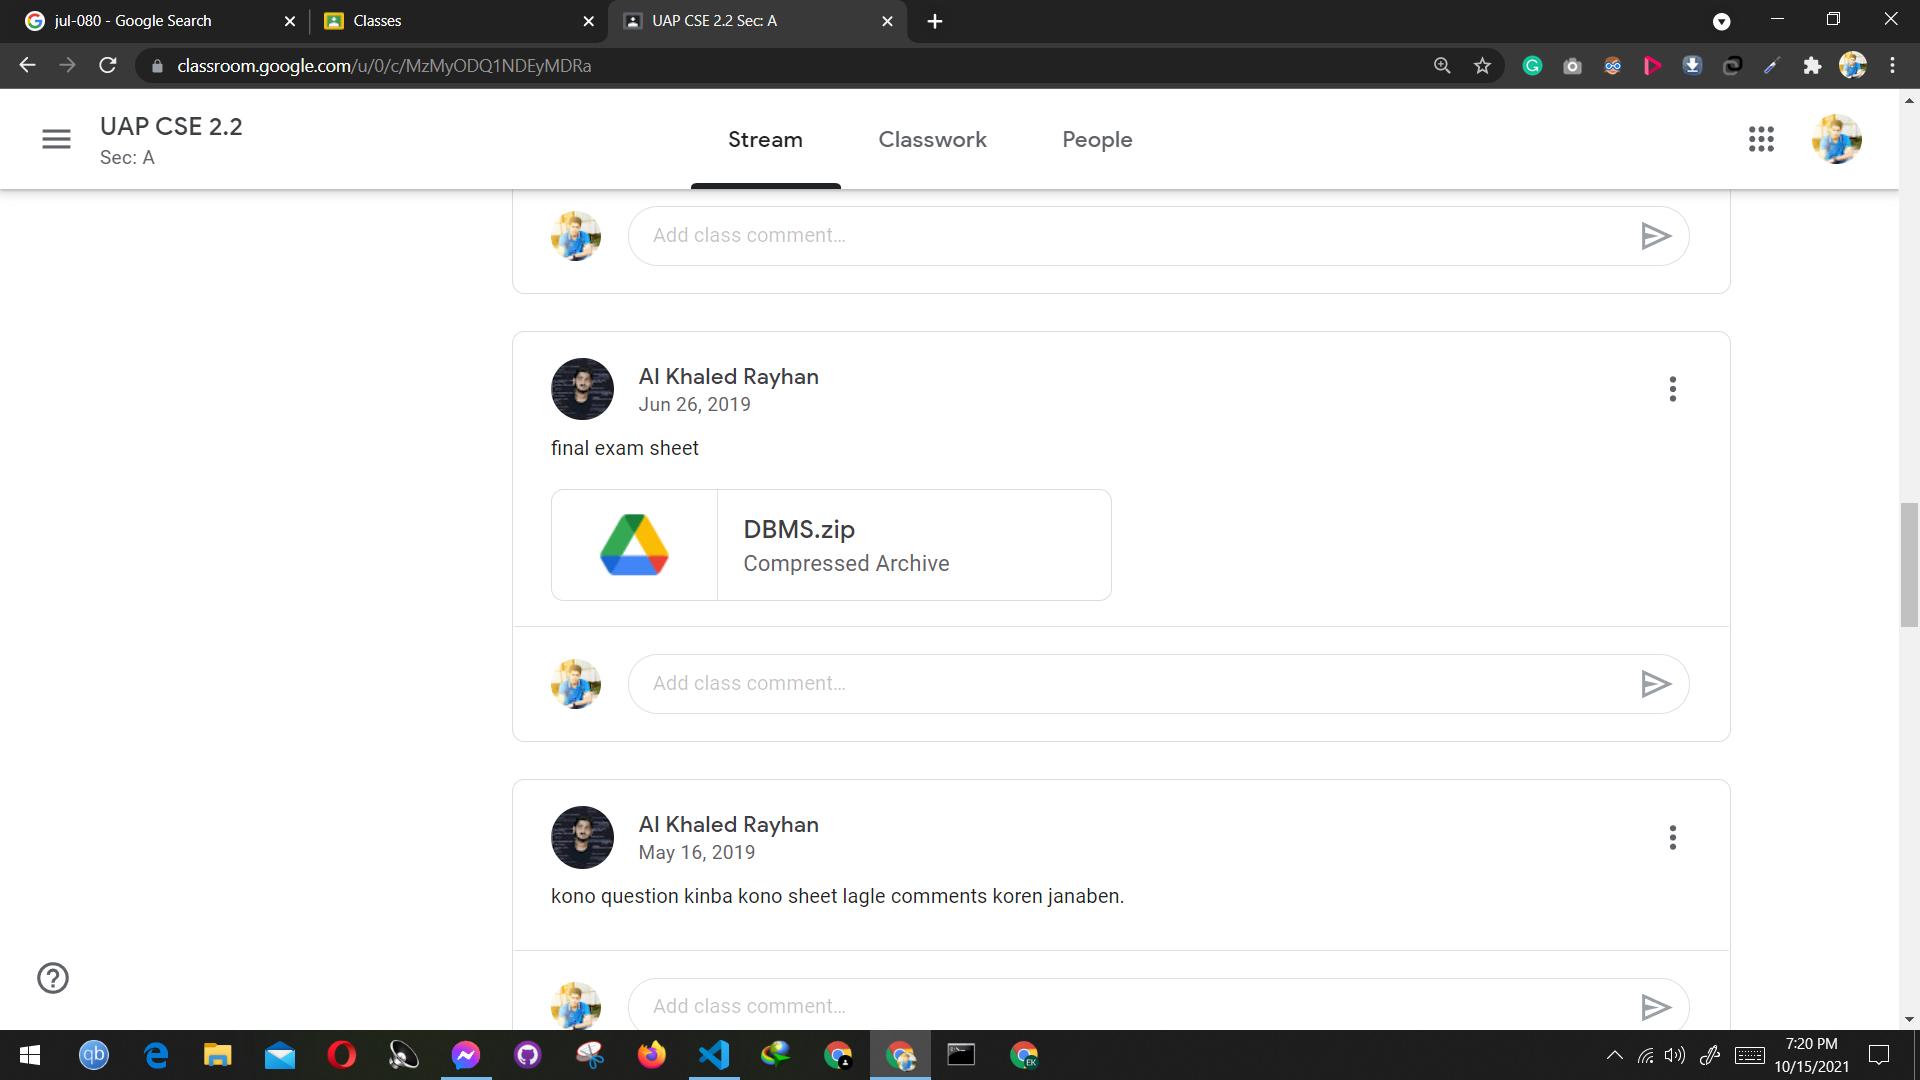 jul-080 - Google Search
Classes
UAP CSE 2.2 Sec: A
classroom.google.com/u/0/c/MzMyODQ1NDEyMDRa
UAP CSE 2.2
Sec: A
Stream
Classwork
People
Add class comment…
Al Khaled Rayhan
Jun 26, 2019
final exam sheet
DBMS.zip
Compressed Archive
Add class comment…
Al Khaled Rayhan
May 16, 2019
kono question kinba kono sheet lagle comments koren janaben.
Add class comment…
qb
EK
7:20 PM
10/15/2021